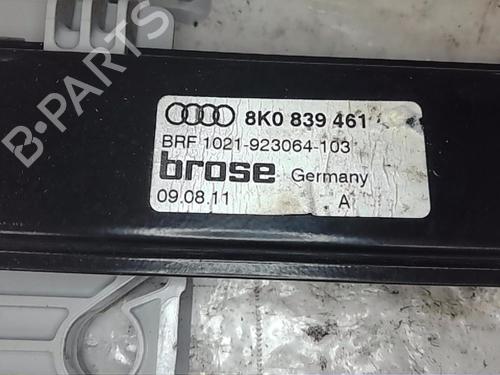 B-PARTS
8K0 839 461
BRF 1021-923064-103
brose Germany
09.08.11 A